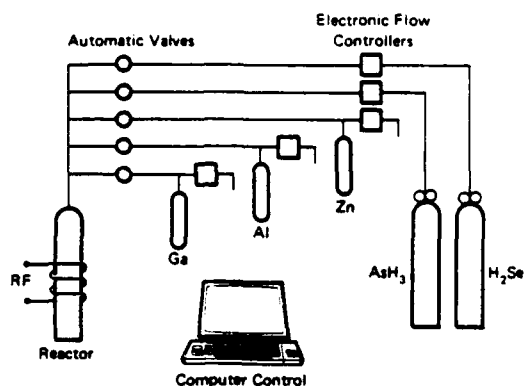 Electronic Flow
Controllers
Automatic Valves
Zn
Al
Ga
AsH₃
H₂Se
RF
Reactor
Computer Control